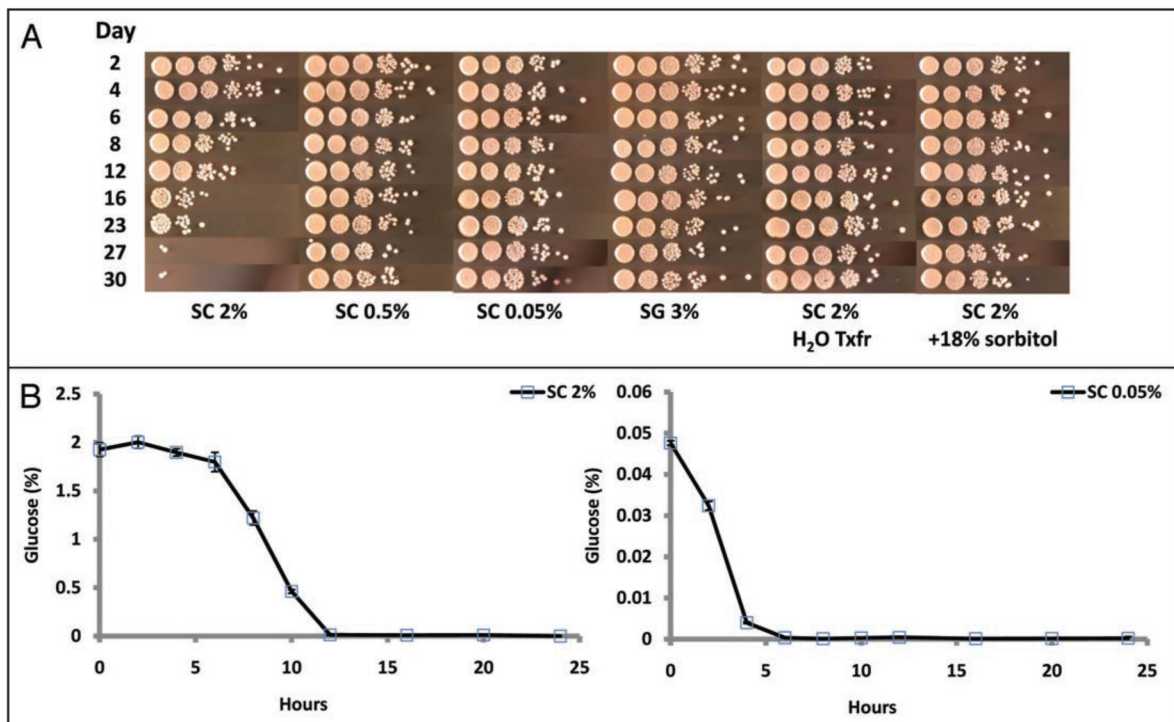 A
Day
2
4
6
8
12
16
23
27
30
SC 2%
SC 0.5%
SC 0.05%
SG 3%
SC 2%
H₂O Txfr
SC 2%
+18% sorbitol
B
2.5
2
1.5
1
0.5
0
Glucose (%)
0 5 10 15 20 25
Hours
SC 2%
0.06
0.05
0.04
0.03
0.02
0.01
0
Glucose (%)
0 5 10 15 20 25
Hours
SC 0.05%